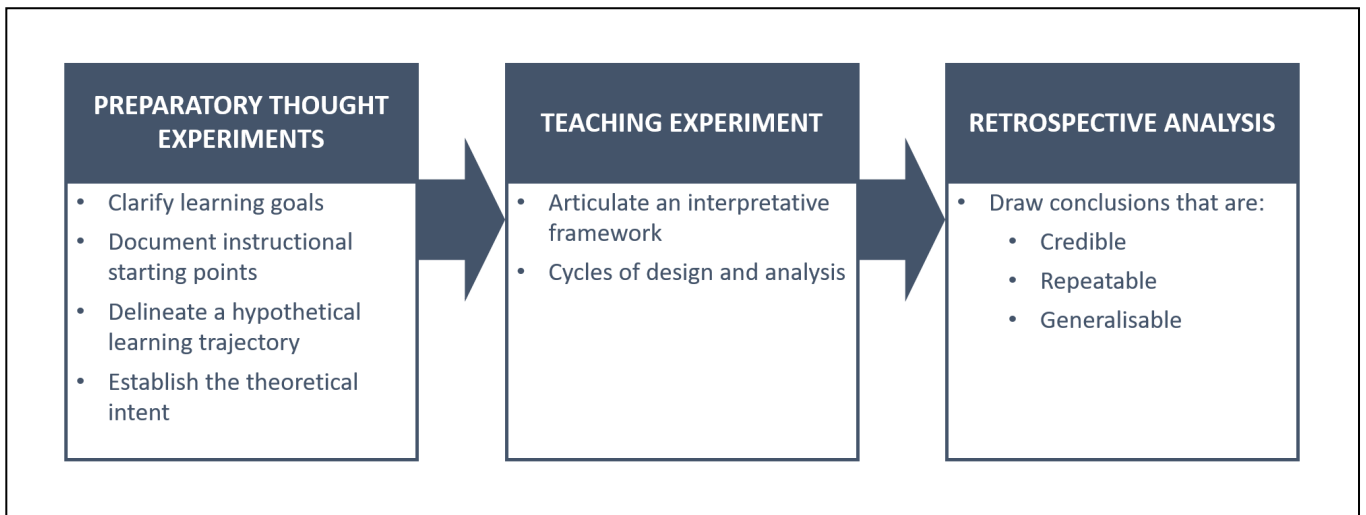 PREPARATORY THOUGHT
EXPERIMENTS
• Clarify learning goals
• Document instructional
starting points
• Delineate a hypothetical
learning trajectory
• Establish the theoretical
intent
TEACHING EXPERIMENT
• Articulate an interpretative
framework
• Cycles of design and analysis
RETROSPECTIVE ANALYSIS
• Draw conclusions that are:
• Credible
• Repeatable
• Generalisable